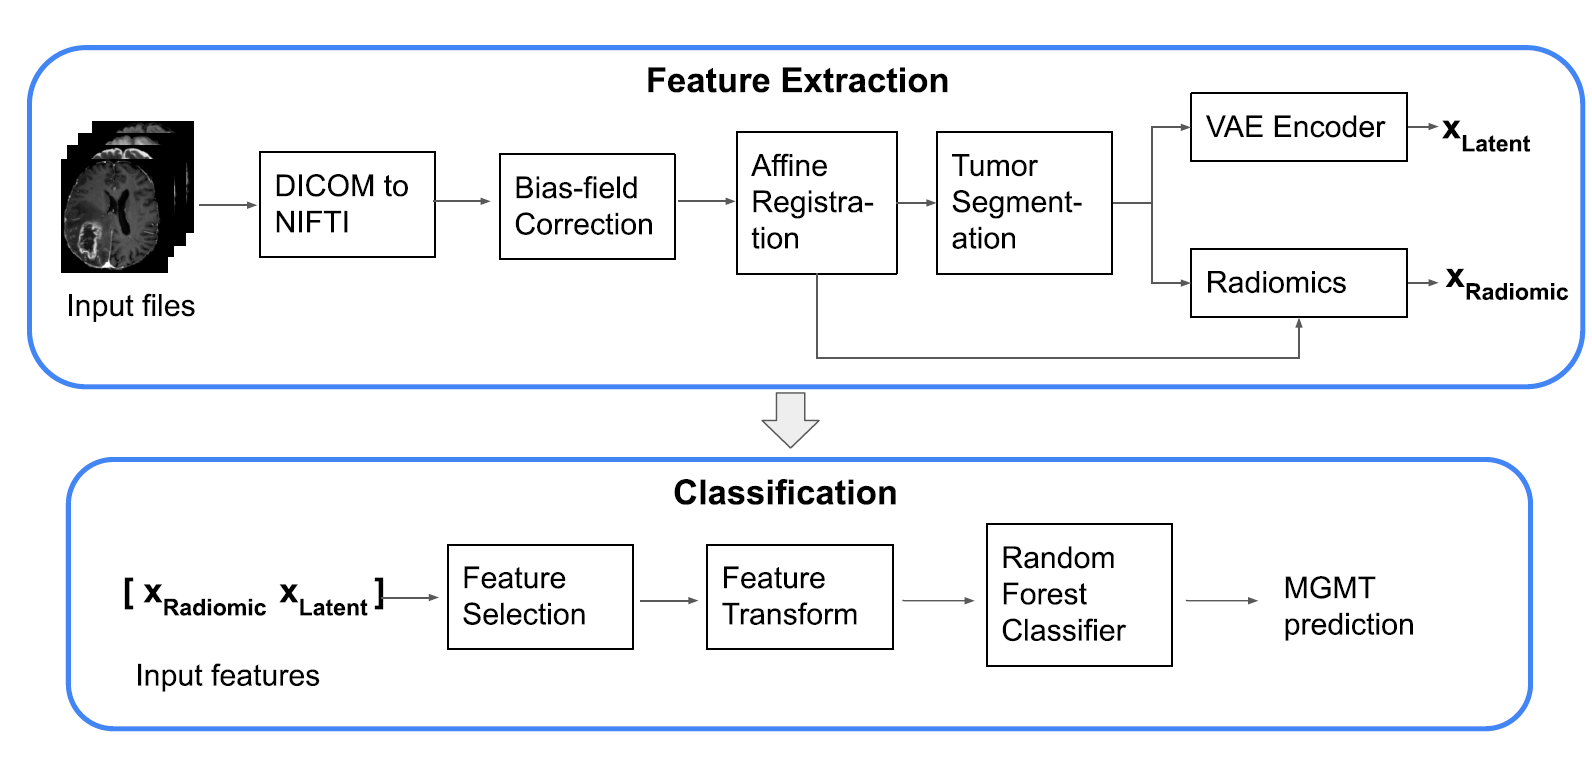 Feature Extraction
Input files
DICOM to
NIFTI
Bias-field
Correction
Affine
Registra-
tion
Tumor
Segment-
ation
VAE Encoder
xLatent
Radiomics
xRadiomic
Classification
[ xRadiomic xLatent ]
Input features
Feature
Selection
Feature
Transform
Random
Forest
Classifier
MGMT
prediction